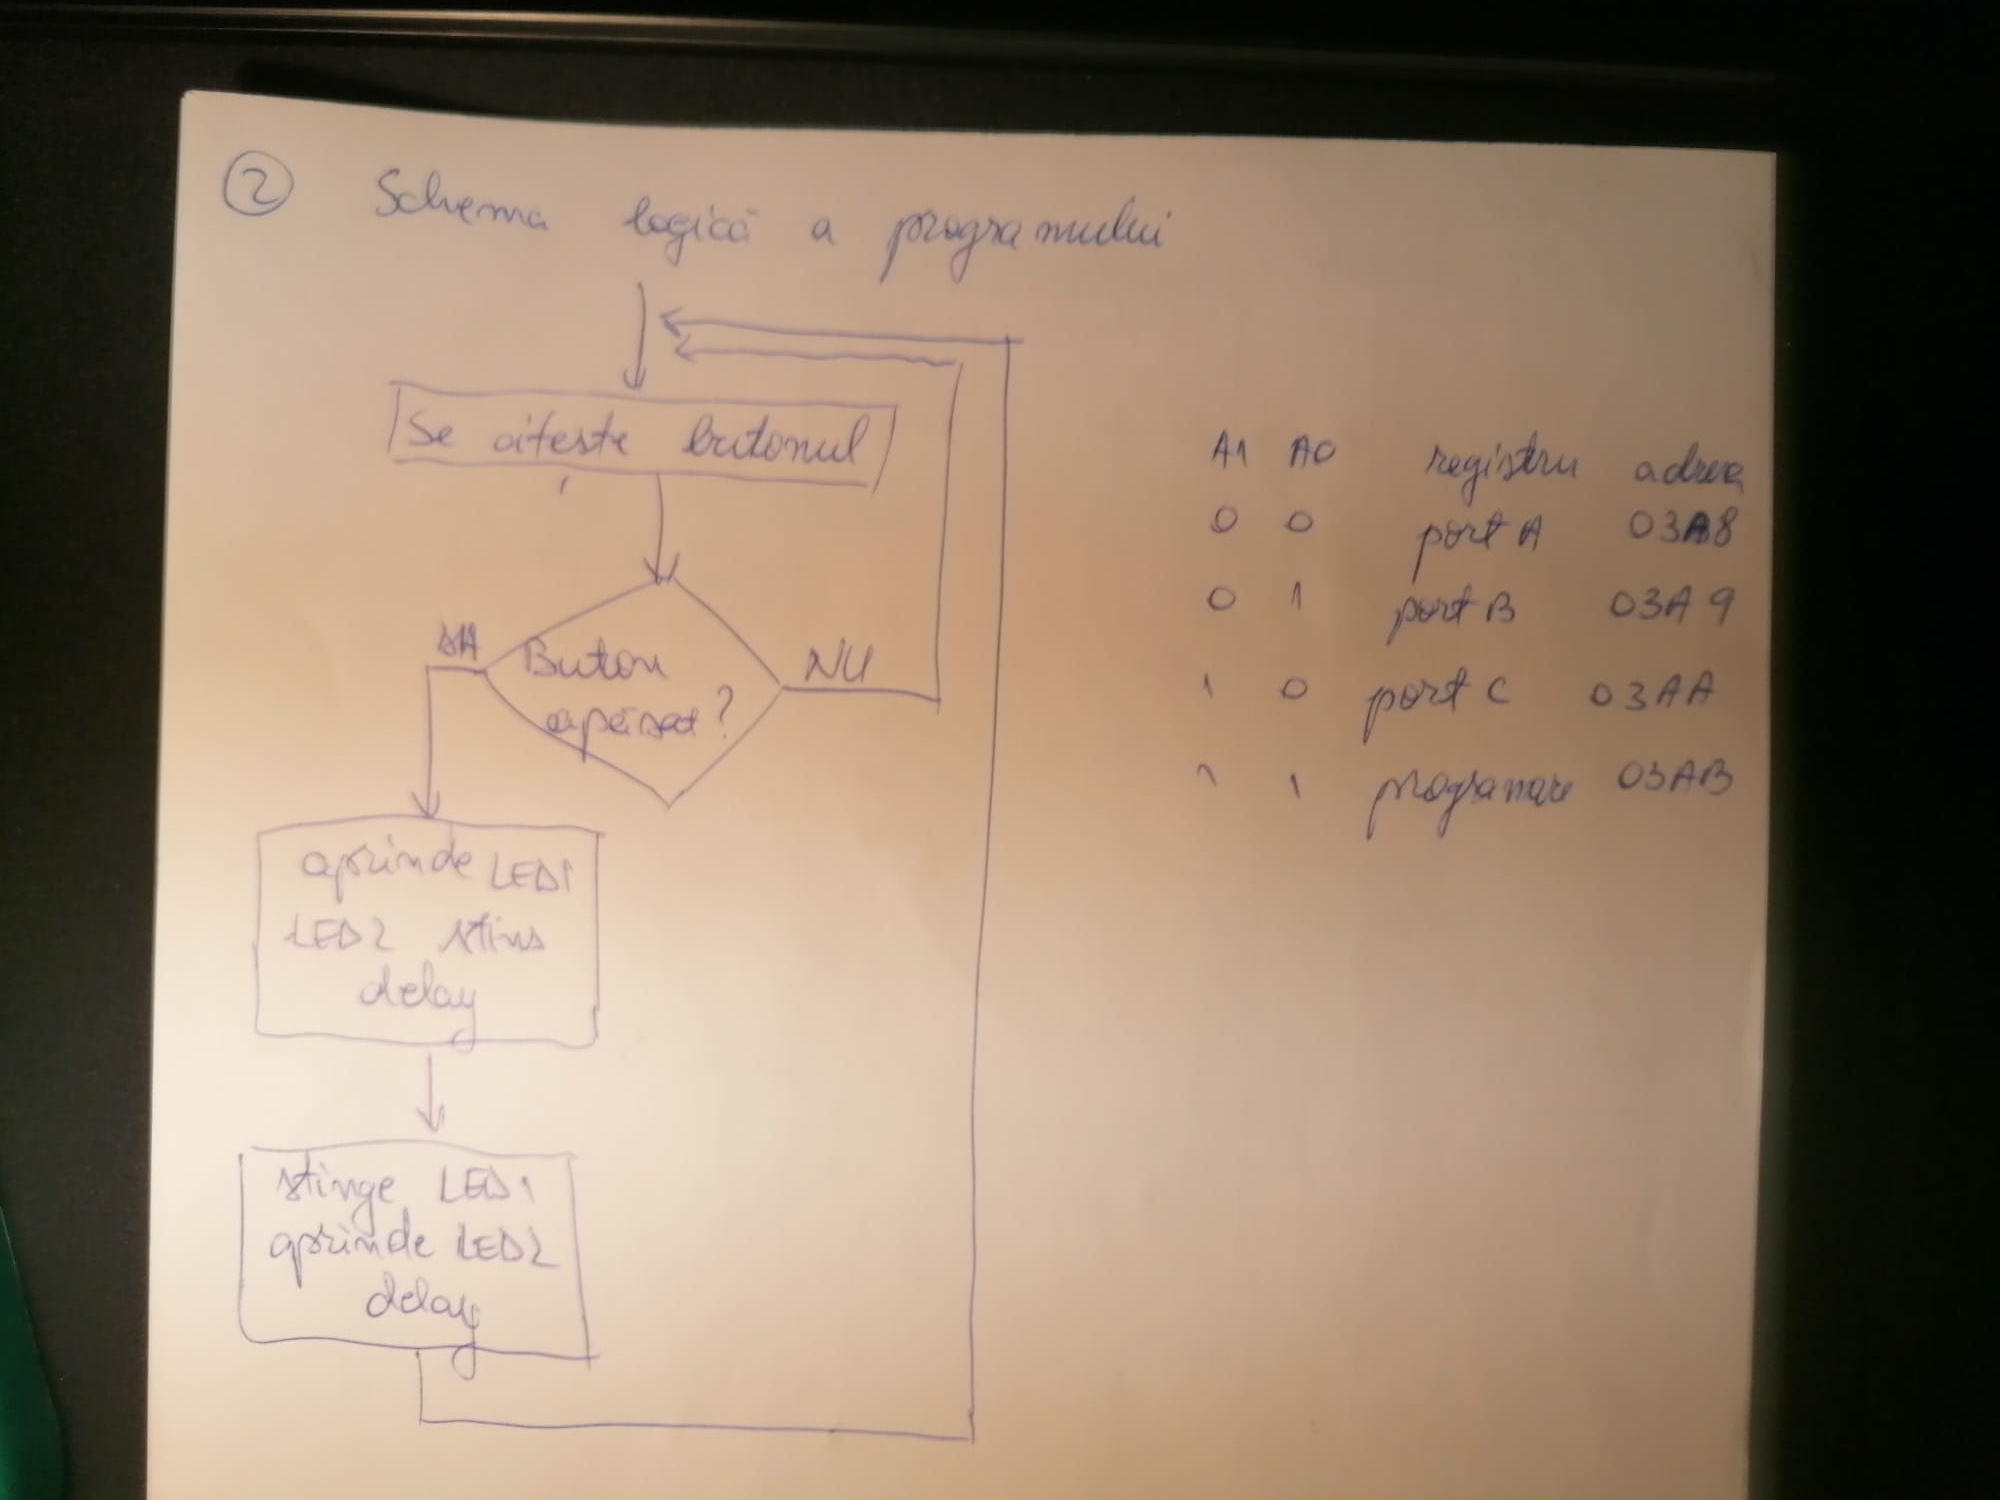 2 Schema logică a programului
Se citește butonul
Buton
apăsat?
DA
NU
aprinde LED1
LED2 stins
delay
stinge LED1
aprinde LED2
delay
A1 A0 registru adresa
0 0 port A 03A8
0 1 port B 03A9
1 0 port C 03AA
1 1 programare 03AB